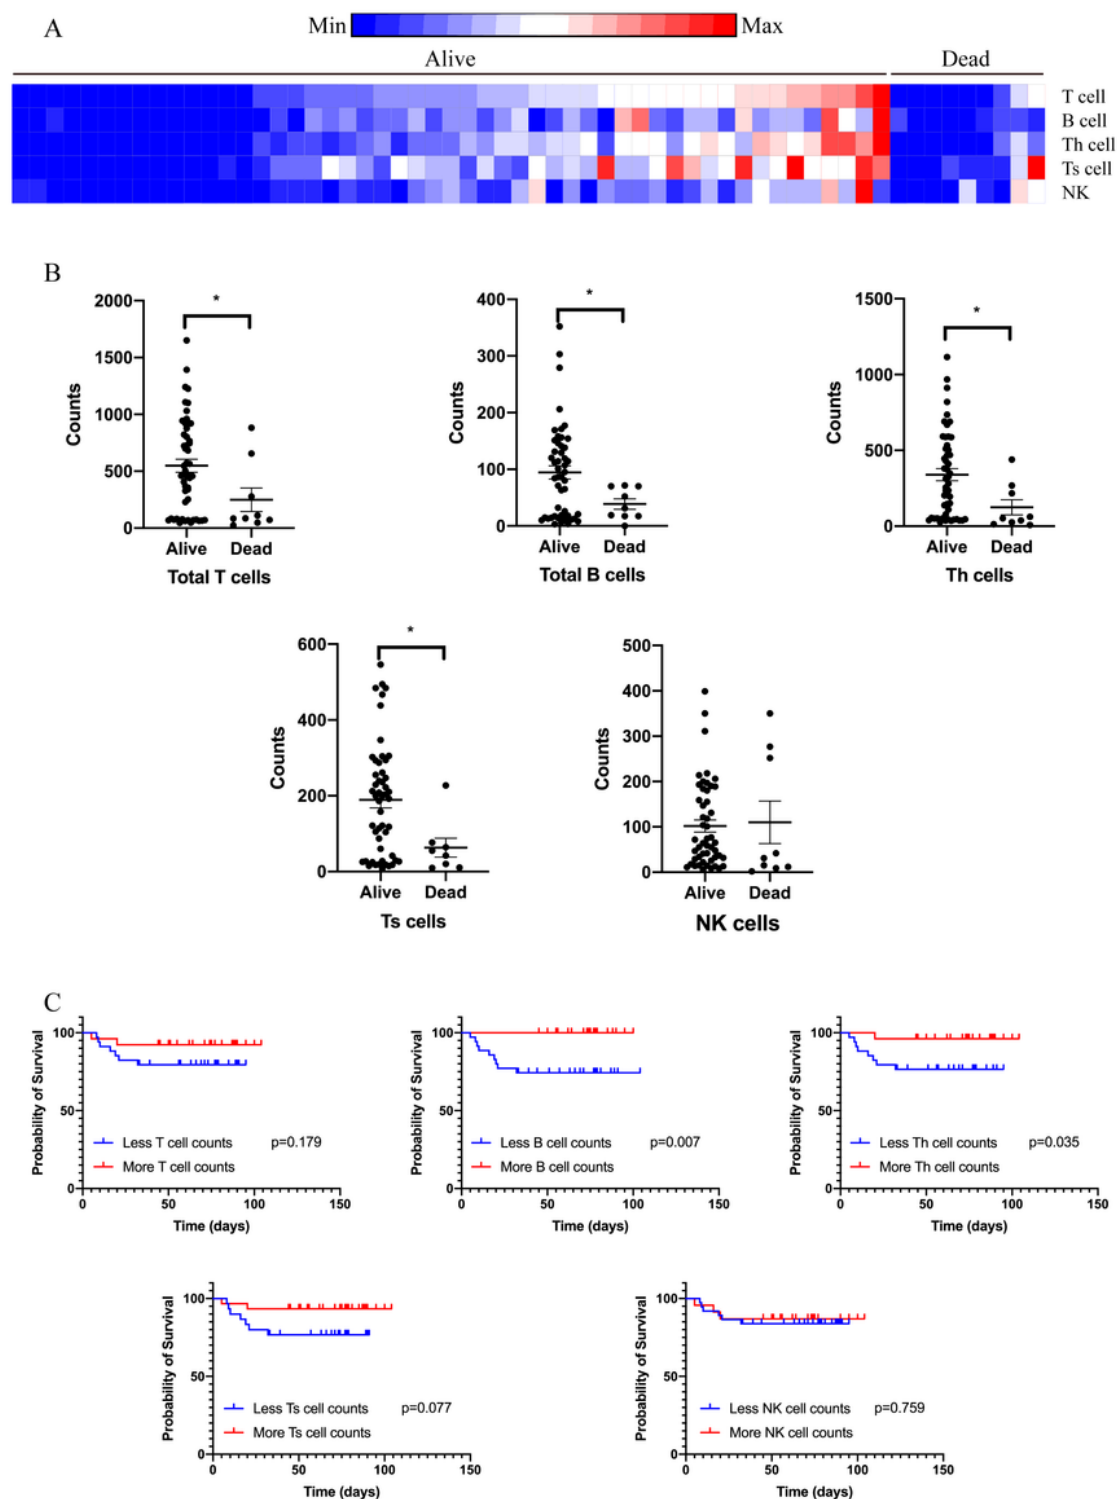 A
Min Max
Alive Dead
T cell
B cell
Th cell
Ts cell
NK
B
2000
1500
1000
500
0
Counts
*
Alive Dead
Total T cells
400
300
200
100
0
Counts
*
Alive Dead
Total B cells
1500
1000
500
0
Counts
*
Alive Dead
Th cells
600
400
200
0
Counts
*
Alive Dead
Ts cells
500
400
300
200
100
0
Counts
Alive Dead
NK cells
C
Probability of Survival
100
50
0
Less T cell counts p=0.179
More T cell counts
0 50 100 150
Time (days)
Probability of Survival
100
50
0
Less B cell counts p=0.007
More B cell counts
0 50 100 150
Time (days)
Probability of Survival
100
50
0
Less Th cell counts p=0.035
More Th cell counts
0 50 100 150
Time (days)
Probability of Survival
100
50
0
Less Ts cell counts p=0.077
More Ts cell counts
0 50 100 150
Time (days)
Probability of Survival
100
50
0
Less NK cell counts p=0.759
More NK cell counts
0 50 100 150
Time (days)